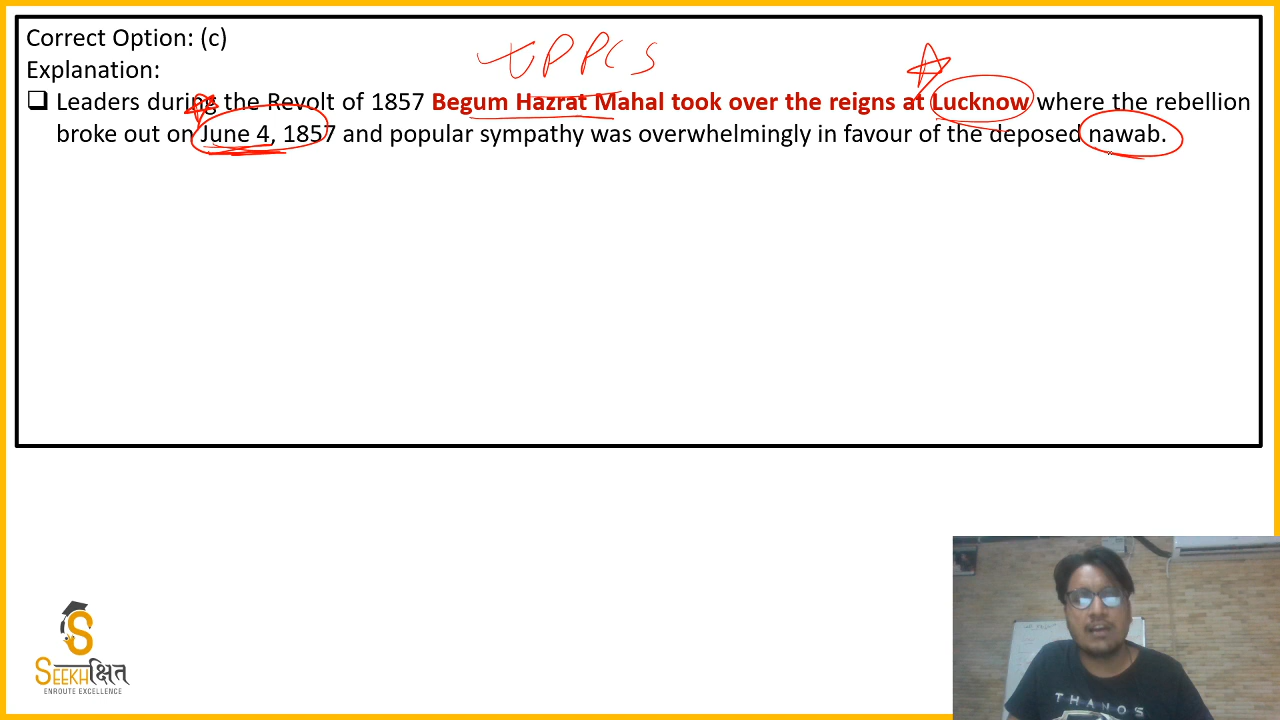 Correct Option: (c)
UPPCS
Explanation:
❑ Leaders during the Revolt of 1857 Begum Hazrat Mahal took over the reigns at Lucknow where the rebellion
broke out on June 4, 1857 and popular sympathy was overwhelmingly in favour of the deposed nawab.
SEEKHक्षित
ENROUTE EXCELLENCE
THANOS